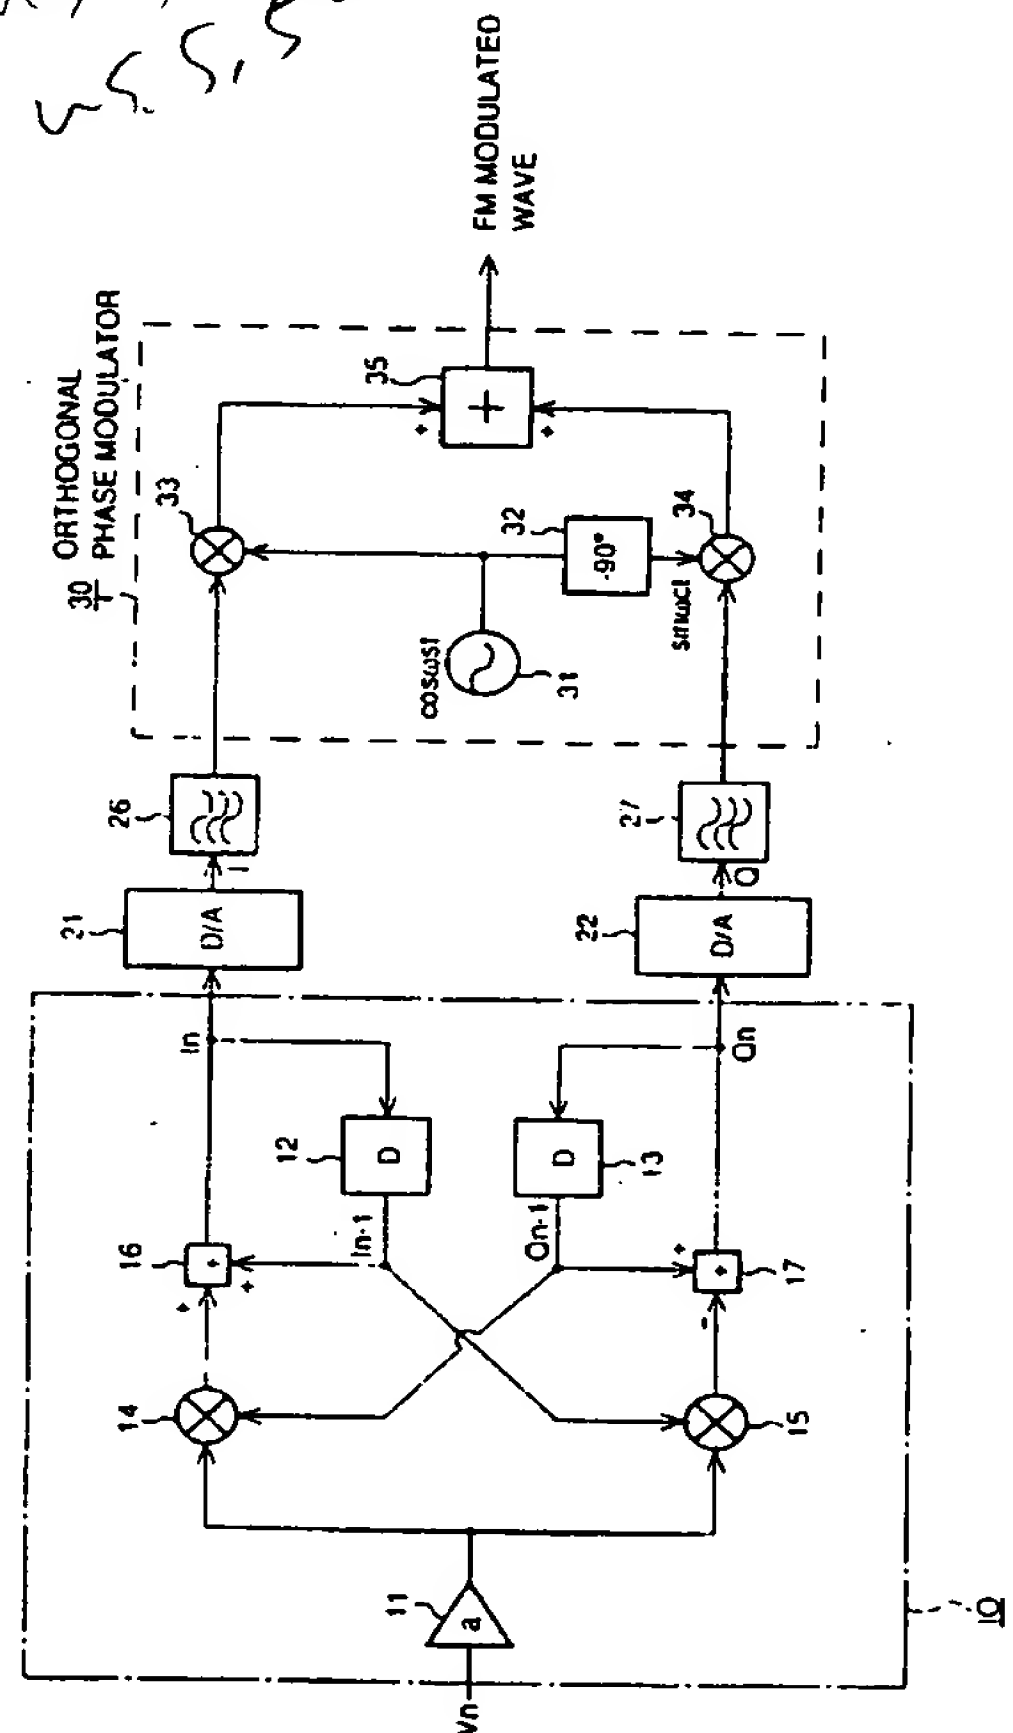 FM MODULATED
WAVE
30
ORTHOGONAL
PHASE MODULATOR
33
35
+
+
+
32
-90°
34
cosωst
31
sinωct
26
27
I
Q
21
D/A
22
D/A
In
Qn
12
D
D
13
In-1
Qn-1
16
+
+
+
17
+
+
-
14
15
11
a
Vn
10